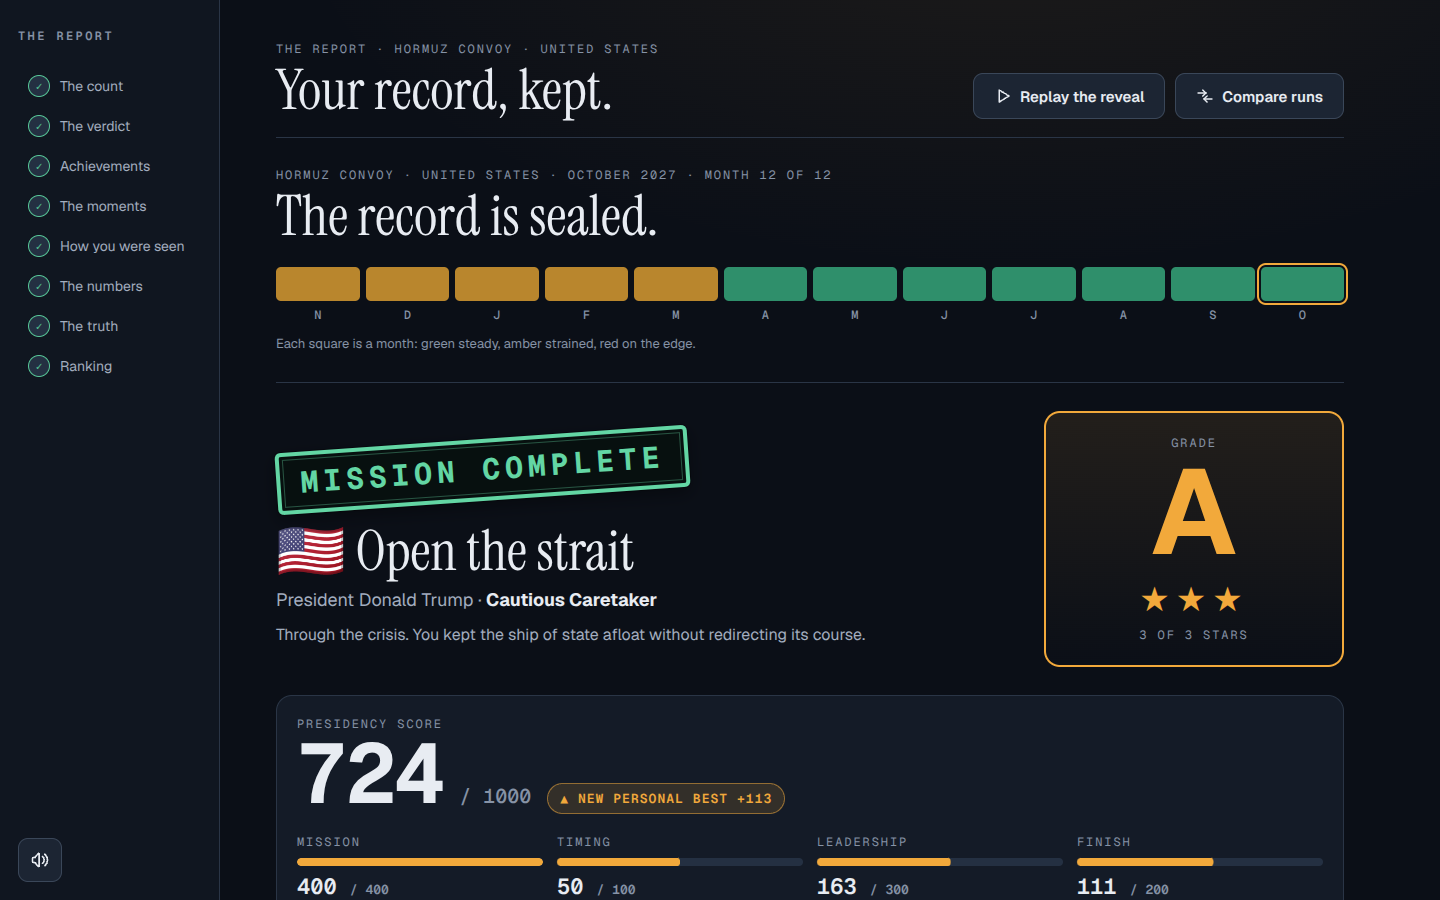 THE REPORT
The count
The verdict
Achievements
The moments
How you were seen
The numbers
The truth
Ranking
THE REPORT · HORMUZ CONVOY · UNITED STATES
Your record, kept.
Replay the reveal
Compare runs
HORMUZ CONVOY · UNITED STATES · OCTOBER 2027 · MONTH 12 OF 12
The record is sealed.
N D J F M A M J J A S O
Each square is a month: green steady, amber strained, red on the edge.
MISSION COMPLETE
Open the strait
President Donald Trump · Cautious Caretaker
Through the crisis. You kept the ship of state afloat without redirecting its course.
GRADE
A
★ ★ ★
3 OF 3 STARS
PRESIDENCY SCORE
724 / 1000 ▲ NEW PERSONAL BEST +113
MISSION TIMING LEADERSHIP FINISH
400 / 400 50 / 100 163 / 300 111 / 200